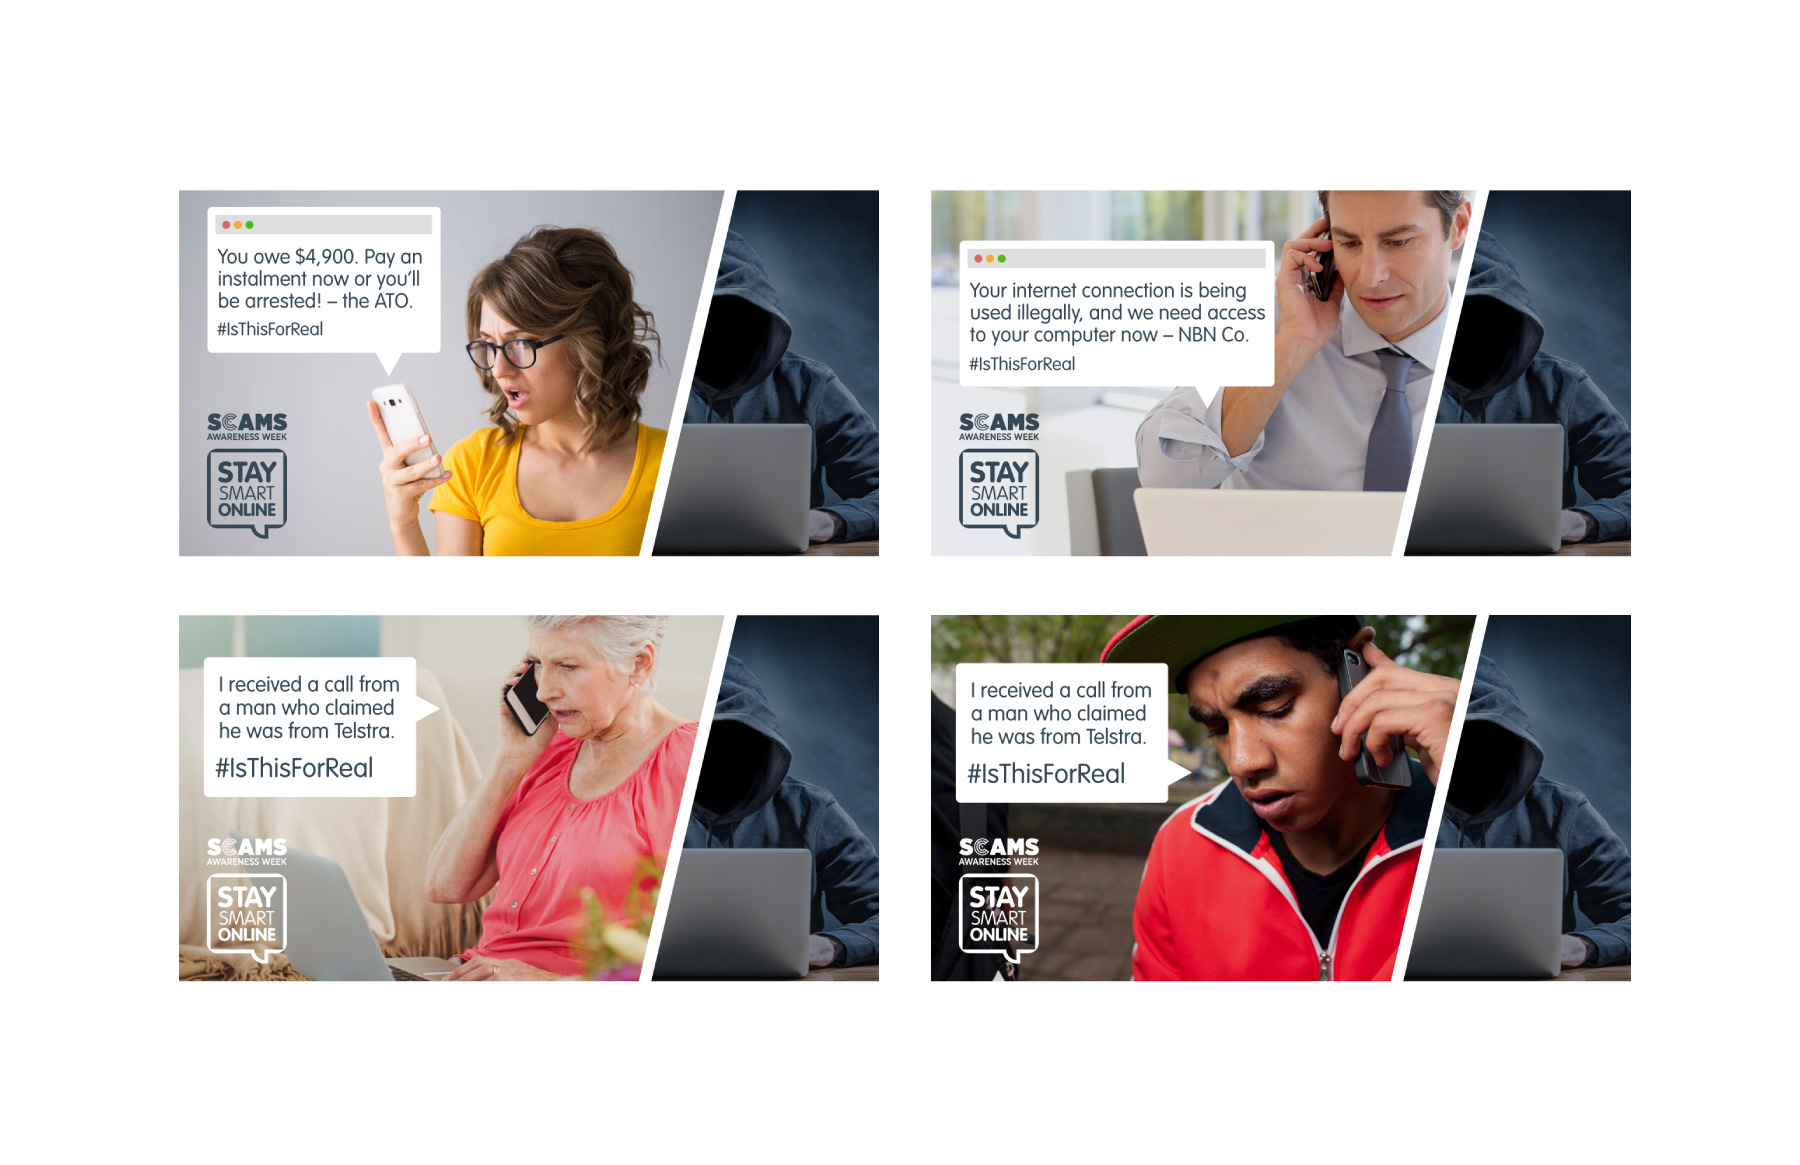 You owe $4,900. Pay an
instalment now or you'll
be arrested! – the ATO.
#IsThisForReal
SCAMS
AWARENESS WEEK
STAY
SMART
ONLINE
Your internet connection is being
used illegally, and we need access
to your computer now – NBN Co.
#IsThisForReal
SCAMS
AWARENESS WEEK
STAY
SMART
ONLINE
I received a call from
a man who claimed
he was from Telstra.
#IsThisForReal
SCAMS
AWARENESS WEEK
STAY
SMART
ONLINE
I received a call from
a man who claimed
he was from Telstra.
#IsThisForReal
SCAMS
AWARENESS WEEK
STAY
SMART
ONLINE